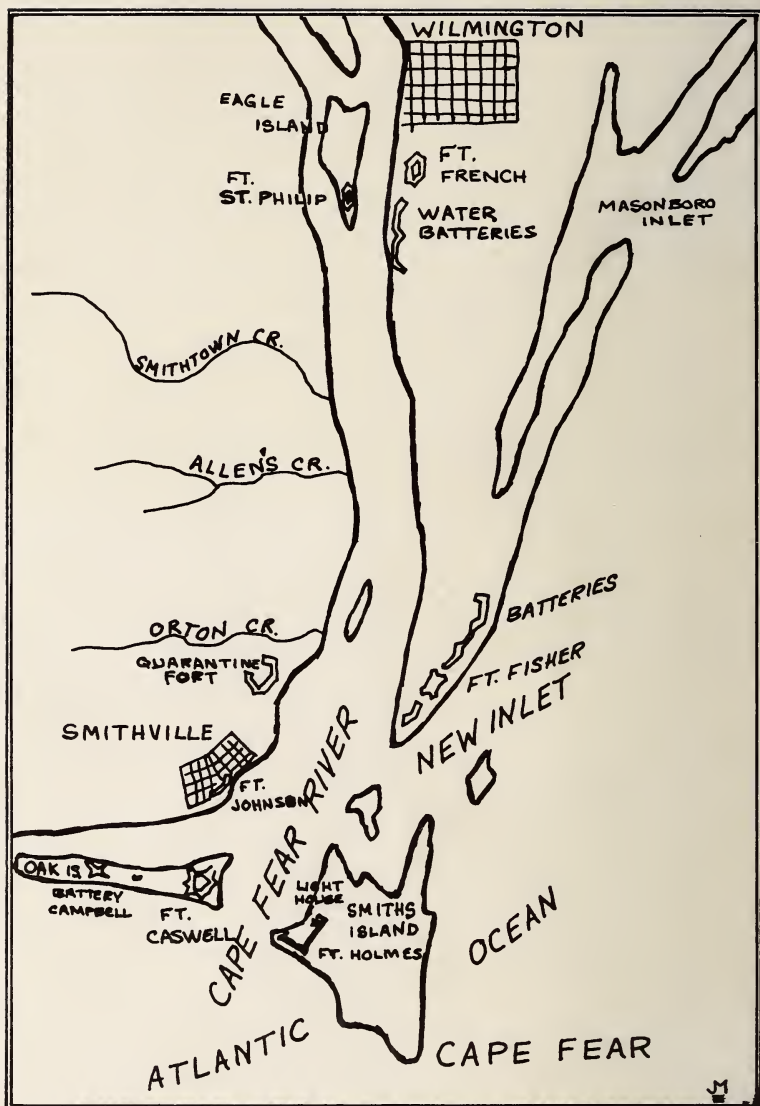 WILMINGTON
EAGLE
ISLAND
FT.
FRENCH
FT.
ST. PHILIP
WATER
BATTERIES
MASONBORO
INLET
SMITHTOWN CR.
ALLEN'S CR.
BATTERIES
ORTON CR.
QUARANTINE
FORT
FT. FISHER
NEW INLET
SMITHVILLE
FT.
JOHNSON
CAPE FEAR RIVER
OAK IS.
BATTERY
CAMPBELL
FT.
CASWELL
LIGHT
HOUSE
SMITHS
ISLAND
FT. HOLMES
ATLANTIC
OCEAN
CAPE FEAR
JM